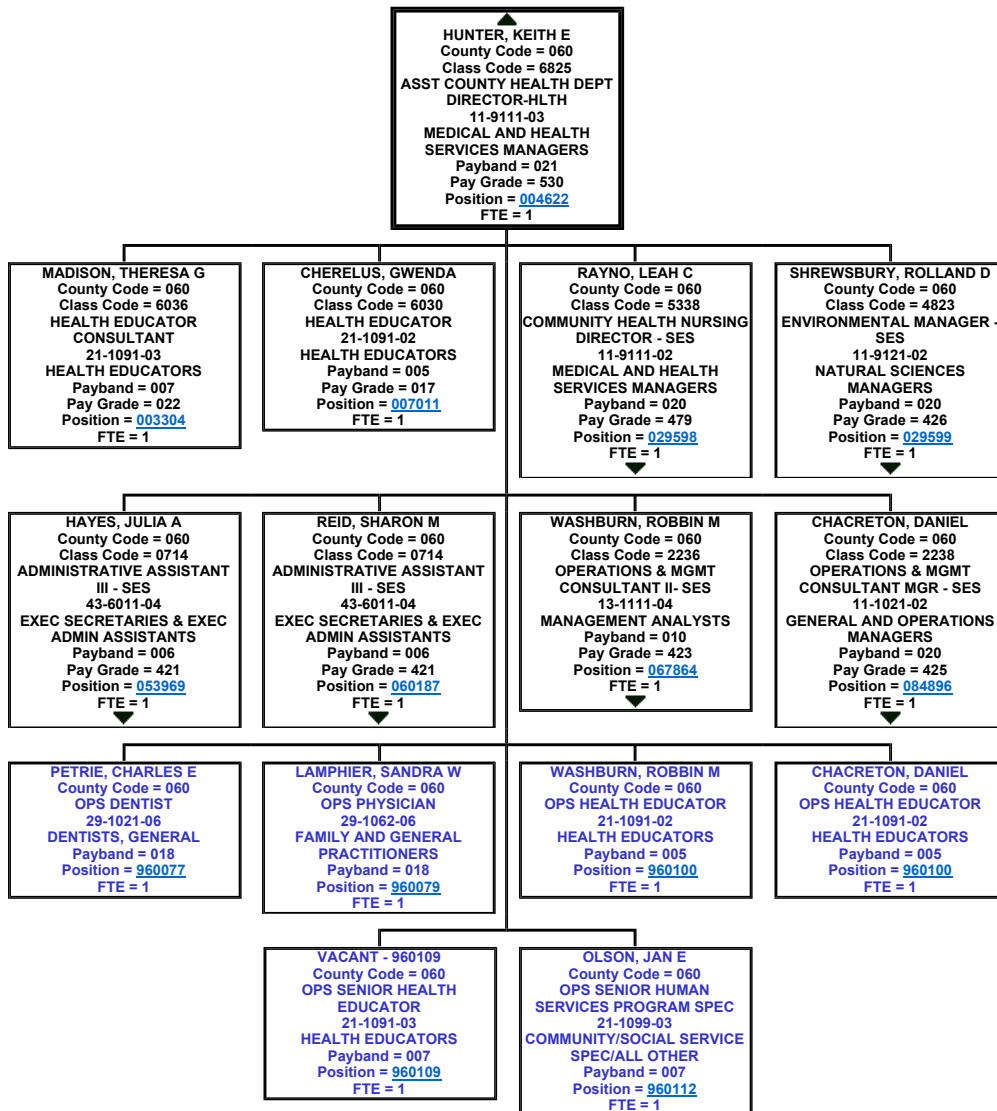 HUNTER, KEITH E
County Code = 060
Class Code = 6825
ASST COUNTY HEALTH DEPT
DIRECTOR-HLTH
11-9111-03
MEDICAL AND HEALTH
SERVICES MANAGERS
Payband = 021
Pay Grade = 530
Position = 004622
FTE = 1
MADISON, THERESA G
County Code = 060
Class Code = 6036
HEALTH EDUCATOR
CONSULTANT
21-1091-03
HEALTH EDUCATORS
Payband = 007
Pay Grade = 022
Position = 003304
FTE = 1
CHERELUS, GWENDA
County Code = 060
Class Code = 6030
HEALTH EDUCATOR
21-1091-02
HEALTH EDUCATORS
Payband = 005
Pay Grade = 017
Position = 007011
FTE = 1
RAYNO, LEAH C
County Code = 060
Class Code = 5338
COMMUNITY HEALTH NURSING
DIRECTOR - SES
11-9111-02
MEDICAL AND HEALTH
SERVICES MANAGERS
Payband = 020
Pay Grade = 479
Position = 029598
FTE = 1
SHREWSBURY, ROLLAND D
County Code = 060
Class Code = 4823
ENVIRONMENTAL MANAGER -
SES
11-9121-02
NATURAL SCIENCES
MANAGERS
Payband = 020
Pay Grade = 426
Position = 029599
FTE = 1
HAYES, JULIA A
County Code = 060
Class Code = 0714
ADMINISTRATIVE ASSISTANT
III - SES
43-6011-04
EXEC SECRETARIES & EXEC
ADMIN ASSISTANTS
Payband = 006
Pay Grade = 421
Position = 053969
FTE = 1
REID, SHARON M
County Code = 060
Class Code = 0714
ADMINISTRATIVE ASSISTANT
III - SES
43-6011-04
EXEC SECRETARIES & EXEC
ADMIN ASSISTANTS
Payband = 006
Pay Grade = 421
Position = 060187
FTE = 1
WASHBURN, ROBBIN M
County Code = 060
Class Code = 2236
OPERATIONS & MGMT
CONSULTANT II- SES
13-1111-04
MANAGEMENT ANALYSTS
Payband = 010
Pay Grade = 423
Position = 067864
FTE = 1
CHACRETON, DANIEL
County Code = 060
Class Code = 2238
OPERATIONS & MGMT
CONSULTANT MGR - SES
11-1021-02
GENERAL AND OPERATIONS
MANAGERS
Payband = 020
Pay Grade = 425
Position = 084896
FTE = 1
PETRIE, CHARLES E
County Code = 060
OPS DENTIST
29-1021-06
DENTISTS, GENERAL
Payband = 018
Position = 960077
FTE = 1
LAMPHIER, SANDRA W
County Code = 060
OPS PHYSICIAN
29-1062-06
FAMILY AND GENERAL
PRACTITIONERS
Payband = 018
Position = 960079
FTE = 1
WASHBURN, ROBBIN M
County Code = 060
OPS HEALTH EDUCATOR
21-1091-02
HEALTH EDUCATORS
Payband = 005
Position = 960100
FTE = 1
CHACRETON, DANIEL
County Code = 060
OPS HEALTH EDUCATOR
21-1091-02
HEALTH EDUCATORS
Payband = 005
Position = 960100
FTE = 1
VACANT - 960109
County Code = 060
OPS SENIOR HEALTH
EDUCATOR
21-1091-03
HEALTH EDUCATORS
Payband = 007
Position = 960109
FTE = 1
OLSON, JAN E
County Code = 060
OPS SENIOR HUMAN
SERVICES PROGRAM SPEC
21-1099-03
COMMUNITY/SOCIAL SERVICE
SPEC/ALL OTHER
Payband = 007
Position = 960112
FTE = 1